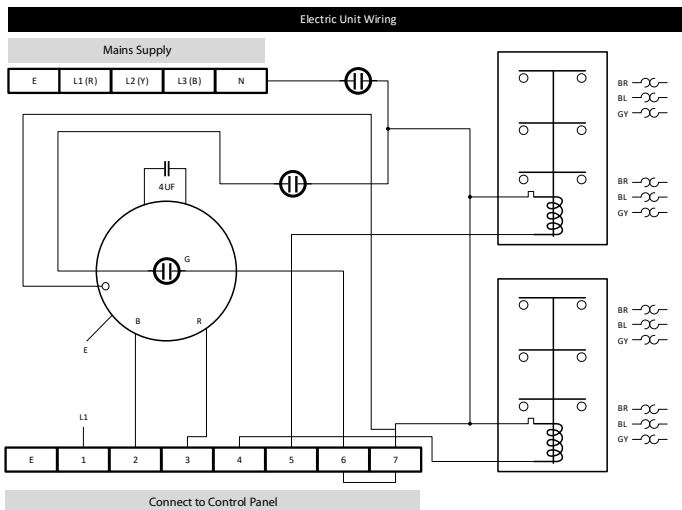 Electric Unit Wiring
Mains Supply
E L1 (R) L2 (Y) L3 (B) N
BR
BL
GY
4UF
BR
BL
GY
G
B R
E
BR
BL
GY
L1
BR
BL
GY
E 1 2 3 4 5 6 7
Connect to Control Panel